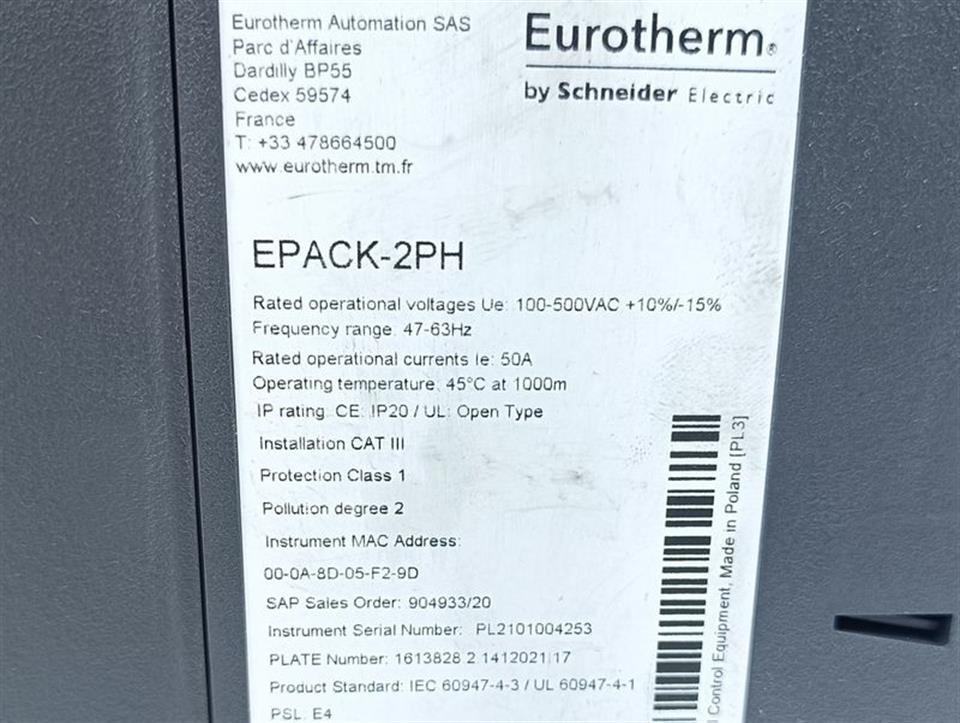 Eurotherm Automation SAS
Parc d'Affaires
Dardilly BP55
Cedex 59574
France
T: +33 478664500
www.eurotherm.tm.fr
Eurotherm®
by Schneider Electric
EPACK-2PH
Rated operational voltages Ue: 100-500VAC +10%/-15%
Frequency range: 47-63Hz
Rated operational currents Ie: 50A
Operating temperature: 45°C at 1000m
IP rating: CE: IP20 / UL: Open Type
Installation CAT III
Protection Class 1
Pollution degree 2
Instrument MAC Address:
00-0A-8D-05-F2-9D
SAP Sales Order: 904933/20
Instrument Serial Number: PL2101004253
PLATE Number: 1613828 2 1412021|17
Product Standard: IEC 60947-4-3 / UL 60947-4-1
PSL: E4
Control Equipment, Made in Poland [PL3]